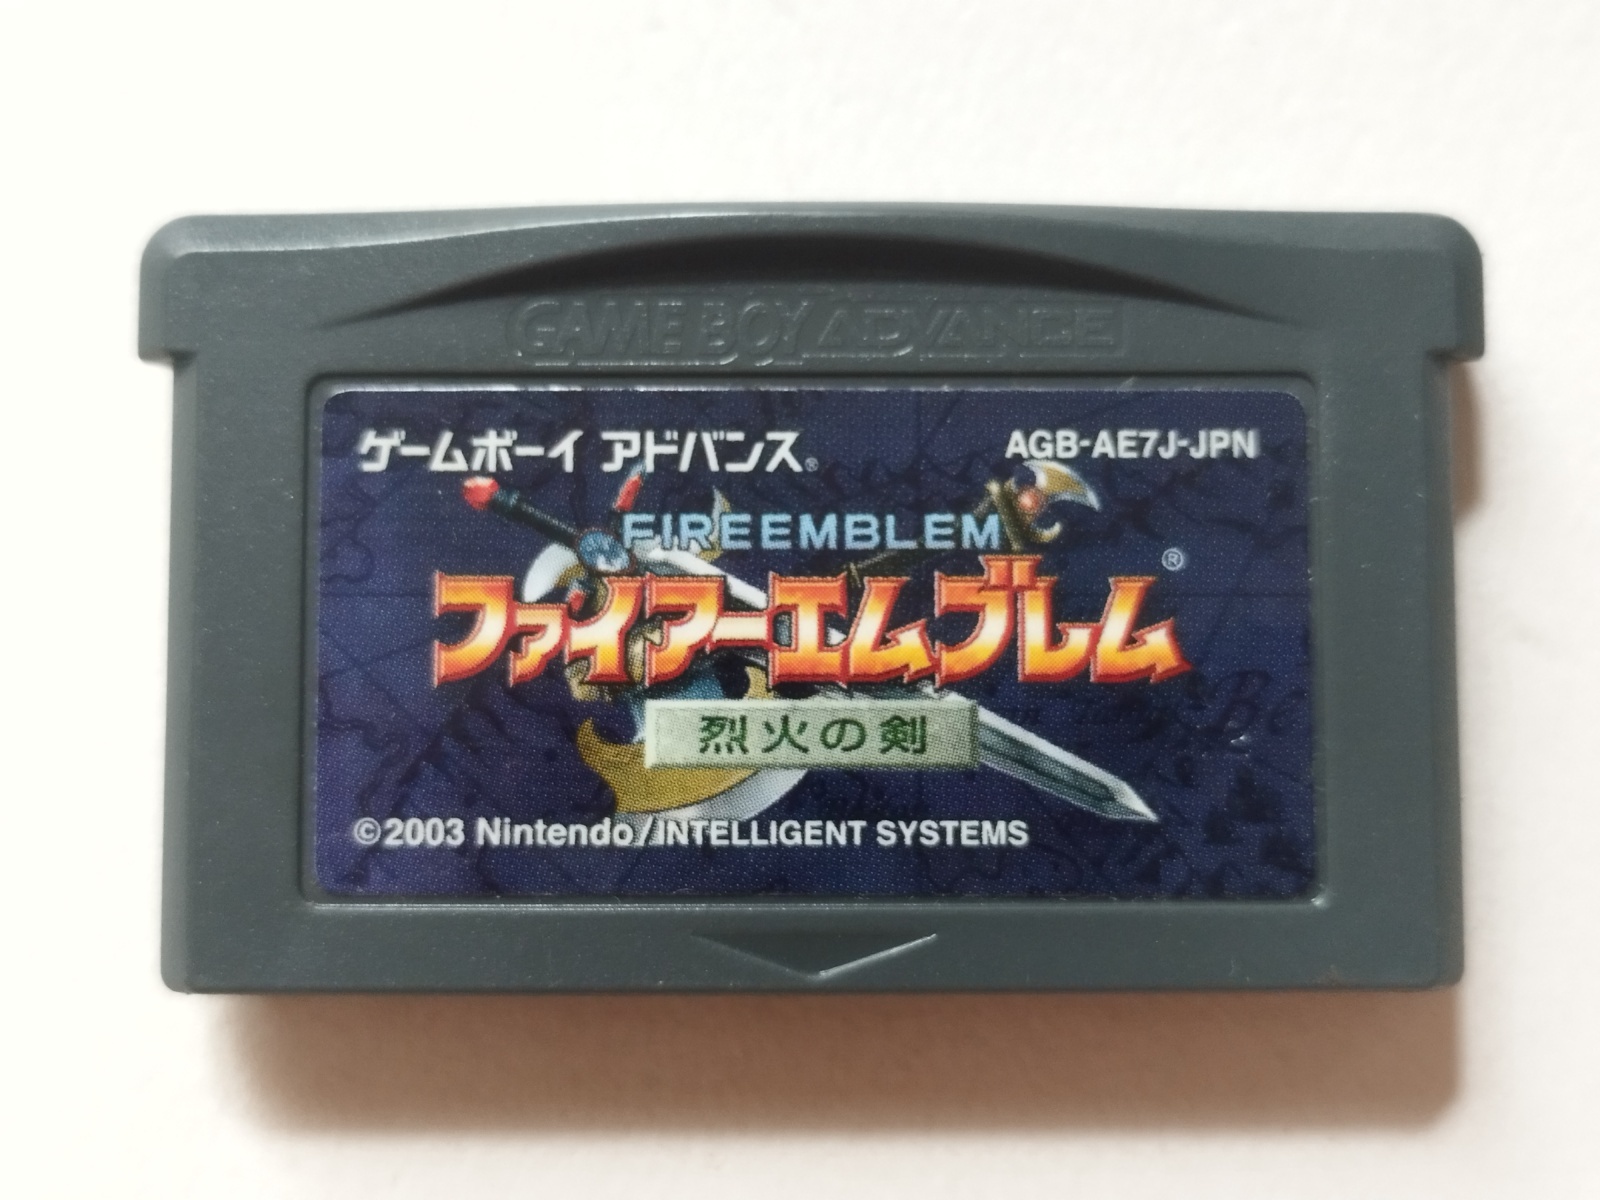 GAME BOY ADVANCE
ゲームボーイ アドバンス®
AGB-AE7J-JPN
FIREEMBLEM
ファイアーエムブレム®
烈火の剣
©2003 Nintendo/INTELLIGENT SYSTEMS